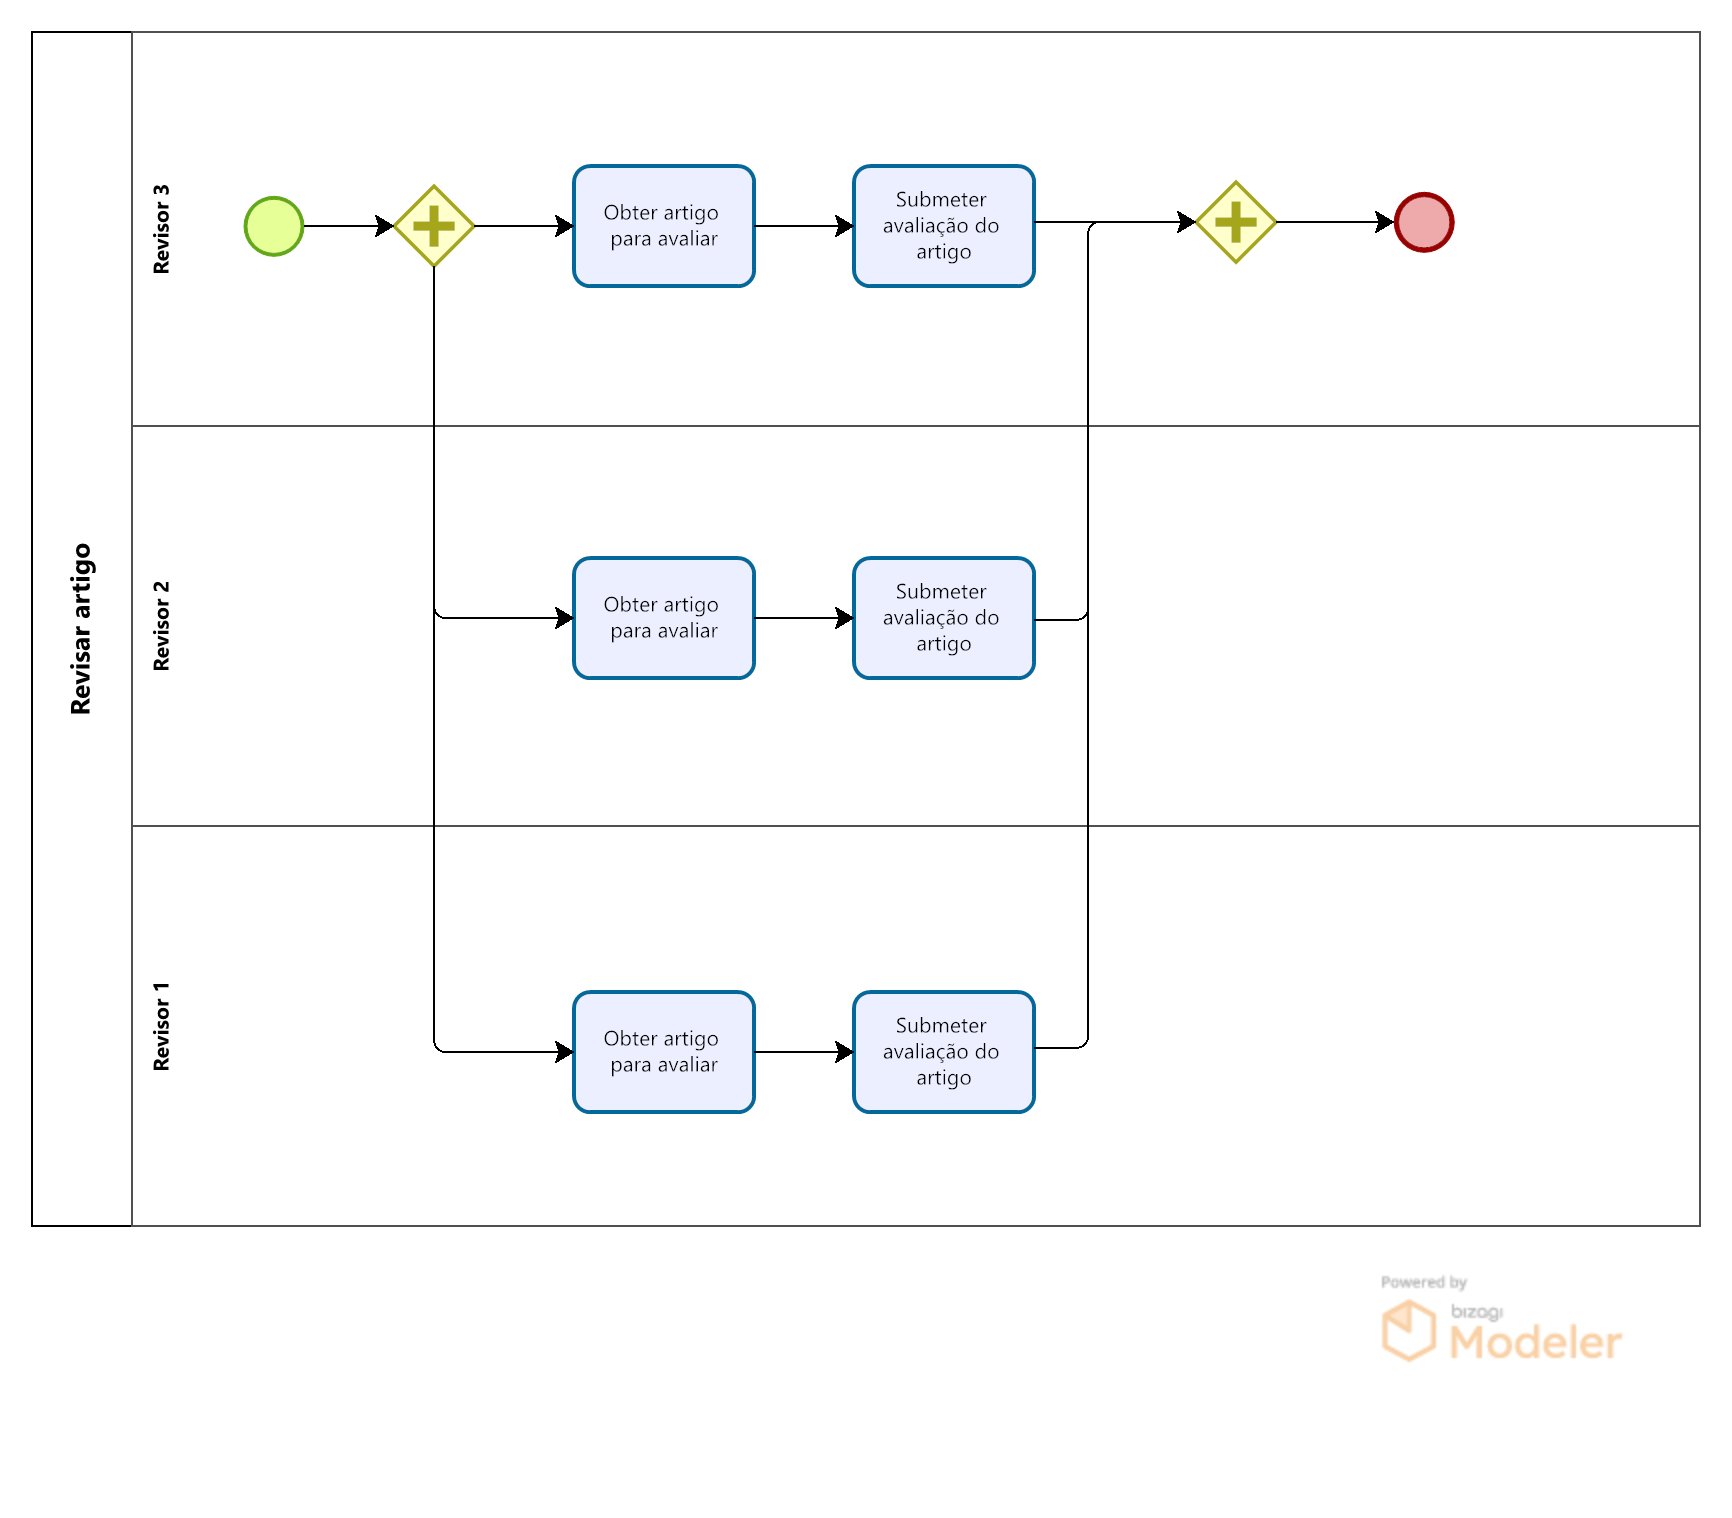 Revisar artigo
Revisor 3
Obter artigo
para avaliar
Submeter
avaliação do
artigo
Revisor 2
Obter artigo
para avaliar
Submeter
avaliação do
artigo
Revisor 1
Obter artigo
para avaliar
Submeter
avaliação do
artigo
Powered by
bizagi
Modeler